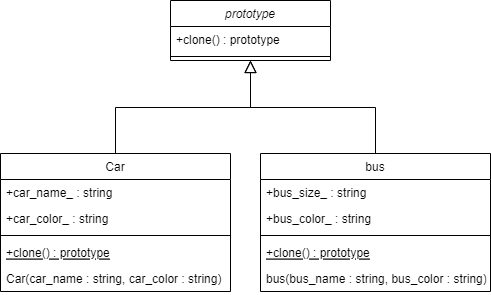 prototype
+clone() : prototype
Car
+car_name_ : string
+car_color_ : string
+clone() : prototype
Car(car_name : string, car_color : string)
bus
+bus_size_ : string
+bus_color_ : string
+clone() : prototype
bus(bus_name : string, bus_color : string)